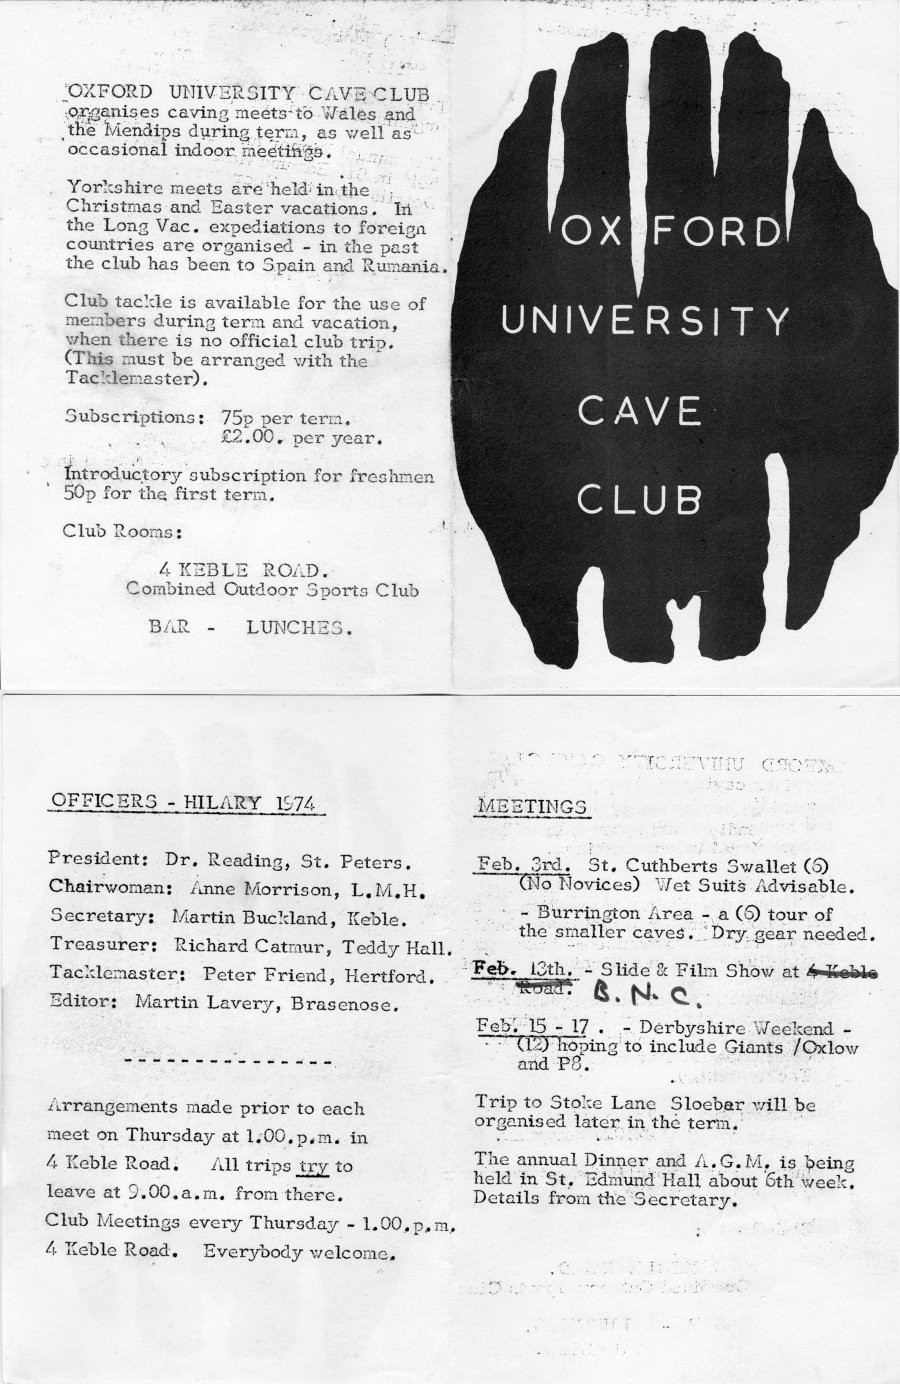 OXFORD UNIVERSITY CAVE CLUB
organises caving meets to Wales and
the Mendips during term, as well as
occasional indoor meetings.
Yorkshire meets are held in the
Christmas and Easter vacations. In
the Long Vac. expediations to foreign
countries are organised - in the past
the club has been to Spain and Rumania.
Club tackle is available for the use of
members during term and vacation,
when there is no official club trip.
(This must be arranged with the
Tacklemaster).
Subscriptions: 75p per term.
£2.00. per year.
Introductory subscription for freshmen
50p for the first term.
Club Rooms:
4 KEBLE ROAD.
Combined Outdoor Sports Club
BAR - LUNCHES.
OXFORD
UNIVERSITY
CAVE
CLUB
OFFICERS - HILARY 1974
President: Dr. Reading, St. Peters.
Chairwoman: Anne Morrison, L.M.H.
Secretary: Martin Buckland, Keble.
Treasurer: Richard Catmur, Teddy Hall.
Tacklemaster: Peter Friend, Hertford.
Editor: Martin Lavery, Brasenose.
- - - - - - - - - - - - - - -
Arrangements made prior to each
meet on Thursday at 1.00.p.m. in
4 Keble Road. All trips try to
leave at 9.00.a.m. from there.
Club Meetings every Thursday - 1.00.p.m.
4 Keble Road. Everybody welcome.
MEETINGS
Feb. 3rd. St. Cuthberts Swallet (6)
(No Novices) Wet Suits Advisable.
- Burrington Area - a (6) tour of
the smaller caves. Dry gear needed.
Feb. 13th. - Slide & Film Show at 4 Keble
Road. B.N.C.
Feb. 15 - 17 . - Derbyshire Weekend -
(12) hoping to include Giants /Oxlow
and P8.
Trip to Stoke Lane Sloebar will be
organised later in the term.
The annual Dinner and A.G.M. is being
held in St. Edmund Hall about 6th week.
Details from the Secretary.